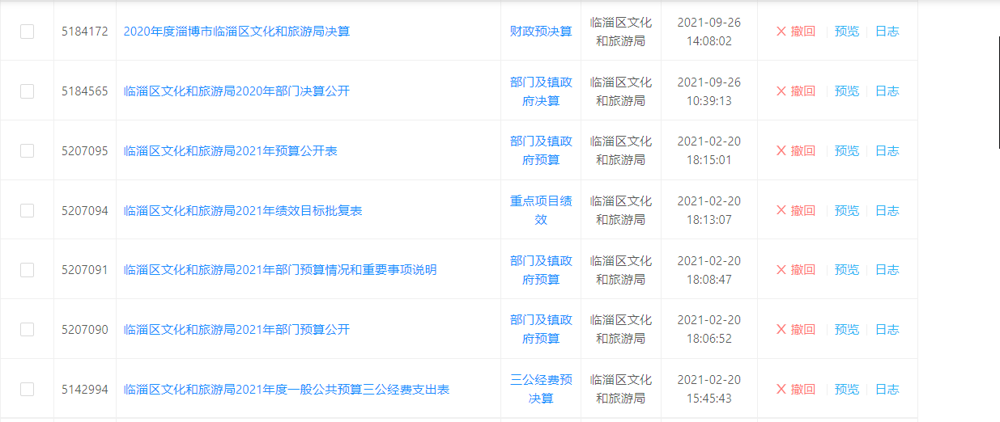 5184172 2020年度淄博市临淄区文化和旅游局决算 财政预决算 临淄区文化和旅游局 2021-09-26 14:08:02 撤回 预览 日志
5184565 临淄区文化和旅游局2020年部门决算公开 部门及镇政府决算 临淄区文化和旅游局 2021-09-26 10:39:13 撤回 预览 日志
5207095 临淄区文化和旅游局2021年预算公开表 部门及镇政府预算 临淄区文化和旅游局 2021-02-20 18:15:01 撤回 预览 日志
5207094 临淄区文化和旅游局2021年绩效目标批复表 重点项目绩效 临淄区文化和旅游局 2021-02-20 18:13:07 撤回 预览 日志
5207091 临淄区文化和旅游局2021年部门预算情况和重要事项说明 部门及镇政府预算 临淄区文化和旅游局 2021-02-20 18:08:47 撤回 预览 日志
5207090 临淄区文化和旅游局2021年部门预算公开 部门及镇政府预算 临淄区文化和旅游局 2021-02-20 18:06:52 撤回 预览 日志
5142994 临淄区文化和旅游局2021年度一般公共预算三公经费支出表 三公经费预决算 临淄区文化和旅游局 2021-02-20 15:45:43 撤回 预览 日志